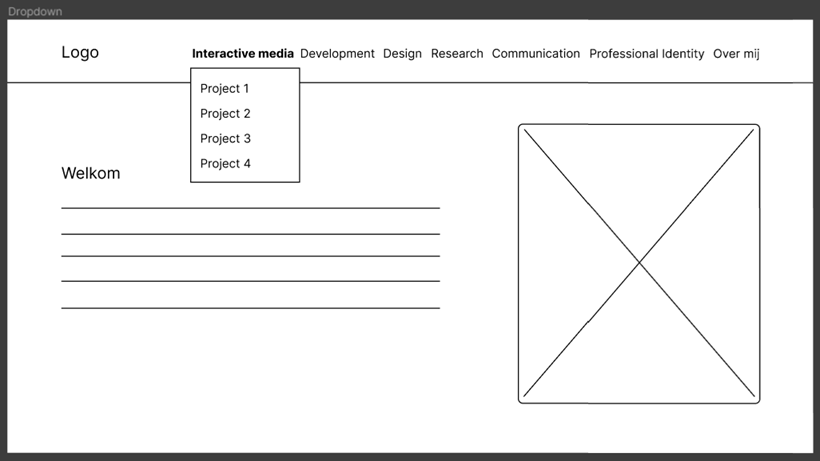 Dropdown
Logo
Interactive media Development Design Research Communication Professional Identity Over mij
Project 1
Project 2
Project 3
Project 4
Welkom